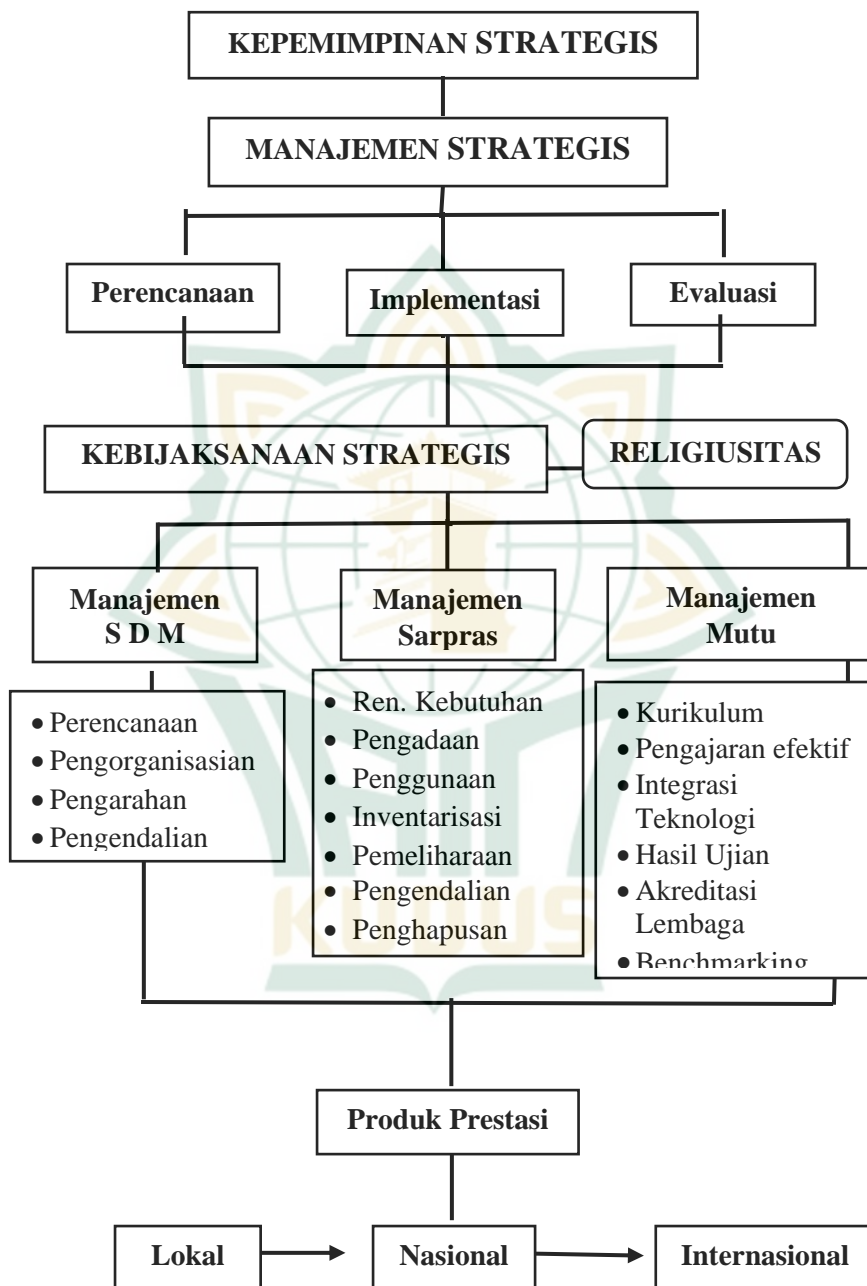 KEPEMIMPINAN STRATEGIS
MANAJEMEN STRATEGIS
Perencanaan
Implementasi
Evaluasi
KEBIJAKSANAAN STRATEGIS
RELIGIUSITAS
Manajemen
S D M
Manajemen
Sarpras
Manajemen
Mutu
• Perencanaan
• Pengorganisasian
• Pengarahan
• Pengendalian
• Ren. Kebutuhan
• Pengadaan
• Penggunaan
• Inventarisasi
• Pemeliharaan
• Pengendalian
• Penghapusan
• Kurikulum
• Pengajaran efektif
• Integrasi
Teknologi
• Hasil Ujian
• Akreditasi
Lembaga
• Benchmarking
KUDUS
Produk Prestasi
Lokal
Nasional
Internasional